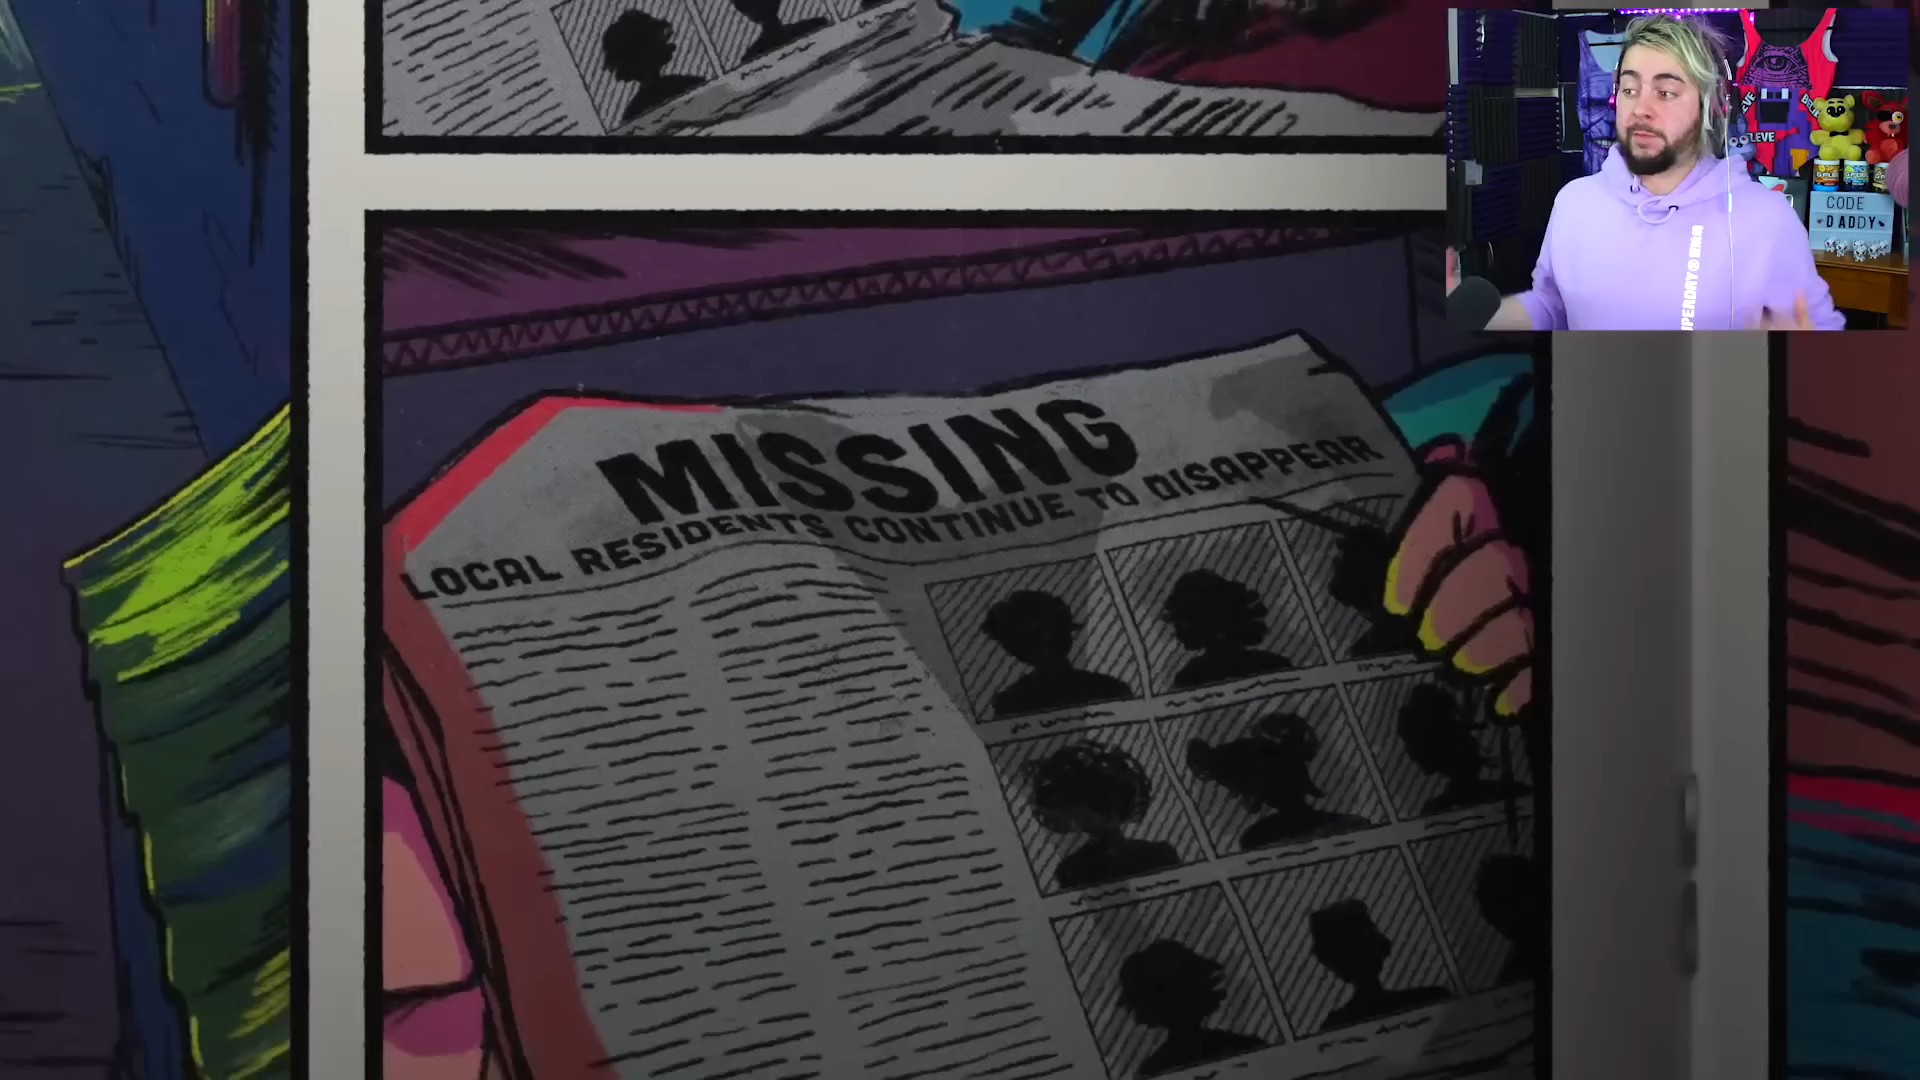 MISSING
LOCAL RESIDENTS CONTINUE TO DISAPPEAR
CODE
DADDY